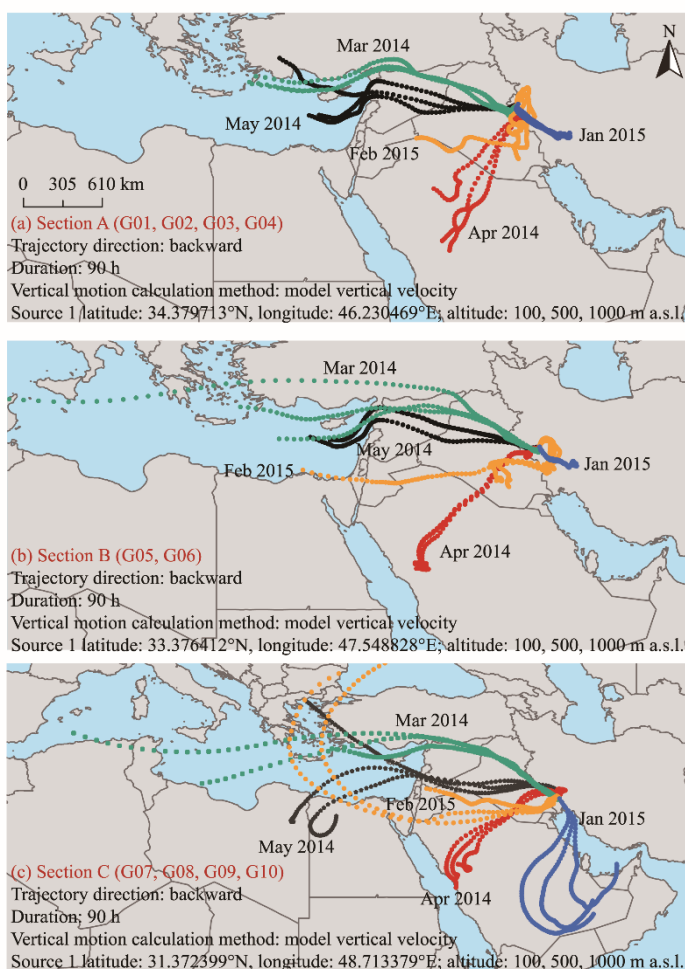 N
Mar 2014
May 2014
Feb 2015
Jan 2015
0 305 610 km
Apr 2014
(a) Section A (G01, G02, G03, G04)
Trajectory direction: backward
Duration: 90 h
Vertical motion calculation method: model vertical velocity
Source 1 latitude: 34.379713°N, longitude: 46.230469°E; altitude: 100, 500, 1000 m a.s.l.
Mar 2014
May 2014
Feb 2015
Jan 2015
Apr 2014
(b) Section B (G05, G06)
Trajectory direction: backward
Duration: 90 h
Vertical motion calculation method: model vertical velocity
Source 1 latitude: 33.376412°N, longitude: 47.548828°E; altitude: 100, 500, 1000 m a.s.l.
Mar 2014
Feb 2015
Jan 2015
May 2014
Apr 2014
(c) Section C (G07, G08, G09, G10)
Trajectory direction: backward
Duration: 90 h
Vertical motion calculation method: model vertical velocity
Source 1 latitude: 31.372399°N, longitude: 48.713379°E; altitude: 100, 500, 1000 m a.s.l.